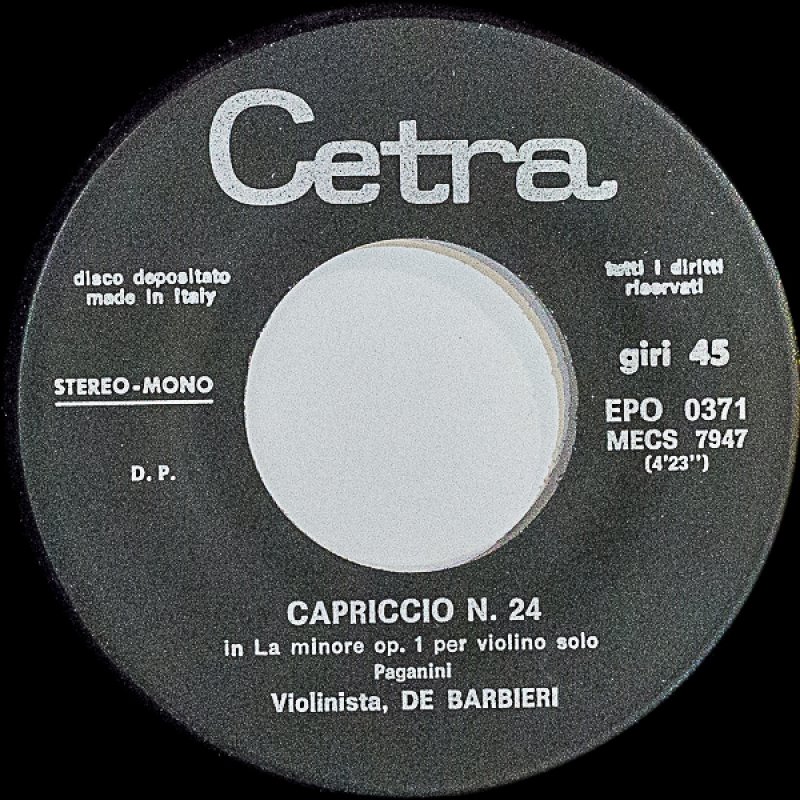 Cetra
disco depositato
made in Italy
tutti i diritti
riservati
giri 45
STEREO-MONO
EPO 0371
MECS 7947
(4'23")
D. P.
CAPRICCIO N. 24
in La minore op. 1 per violino solo
Paganini
Violinista, DE BARBIERI